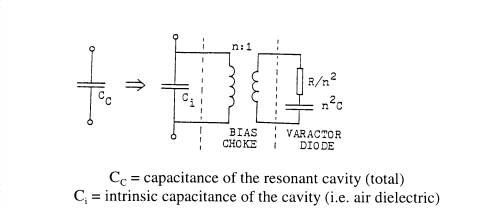 n:1
C_C
C_i
R/n²
n²C
BIAS CHOKE
VARACTOR DIODE
C_C = capacitance of the resonant cavity (total)
C_i = intrinsic capacitance of the cavity (i.e. air dielectric)